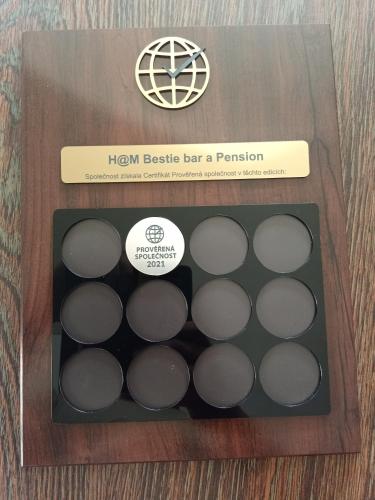 H@M Bestie bar a Pension
Společnost získala Certifikát Prověřená společnost v těchto edicích:
PROVĚŘENÁ
SPOLEČNOST
2021